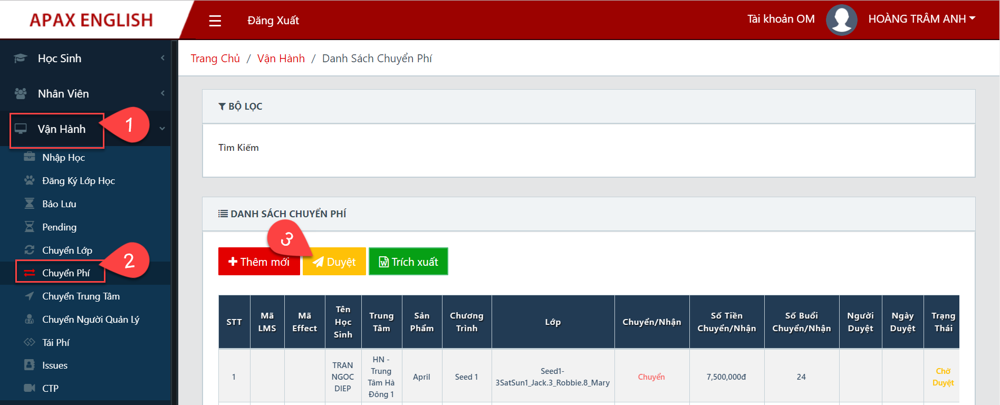 APAX ENGLISH
Đăng Xuất
Tài khoản OM
HOÀNG TRÂM ANH
Học Sinh
Nhân Viên
Vận Hành
1
Nhập Học
Đăng Ký Lớp Học
Bảo Lưu
Pending
Chuyển Lớp
Chuyển Phí
2
Chuyển Trung Tâm
Chuyển Người Quản Lý
Tái Phí
Issues
CTP
Trang Chủ / Vận Hành / Danh Sách Chuyển Phí
BỘ LỌC
Tìm Kiếm
DANH SÁCH CHUYỂN PHÍ
3
Thêm mới
Duyệt
Trích xuất
STT
Mã
LMS
Mã
Effect
Tên
Học
Sinh
Trung
Tâm
Sản
Phẩm
Chương
Trình
Lớp
Chuyển/Nhận
Số Tiền
Chuyển/Nhận
Số Buổi
Chuyển/Nhận
Người
Duyệt
Ngày
Duyệt
Trạng
Thái
1
TRAN
NGOC
DIEP
HN -
Trung
Tâm Hà
Đông 1
April
Seed 1
Seed1-
3SatSun1_Jack.3_Robbie.8_Mary
Chuyển
7,500,000đ
24
Chờ
Duyệt